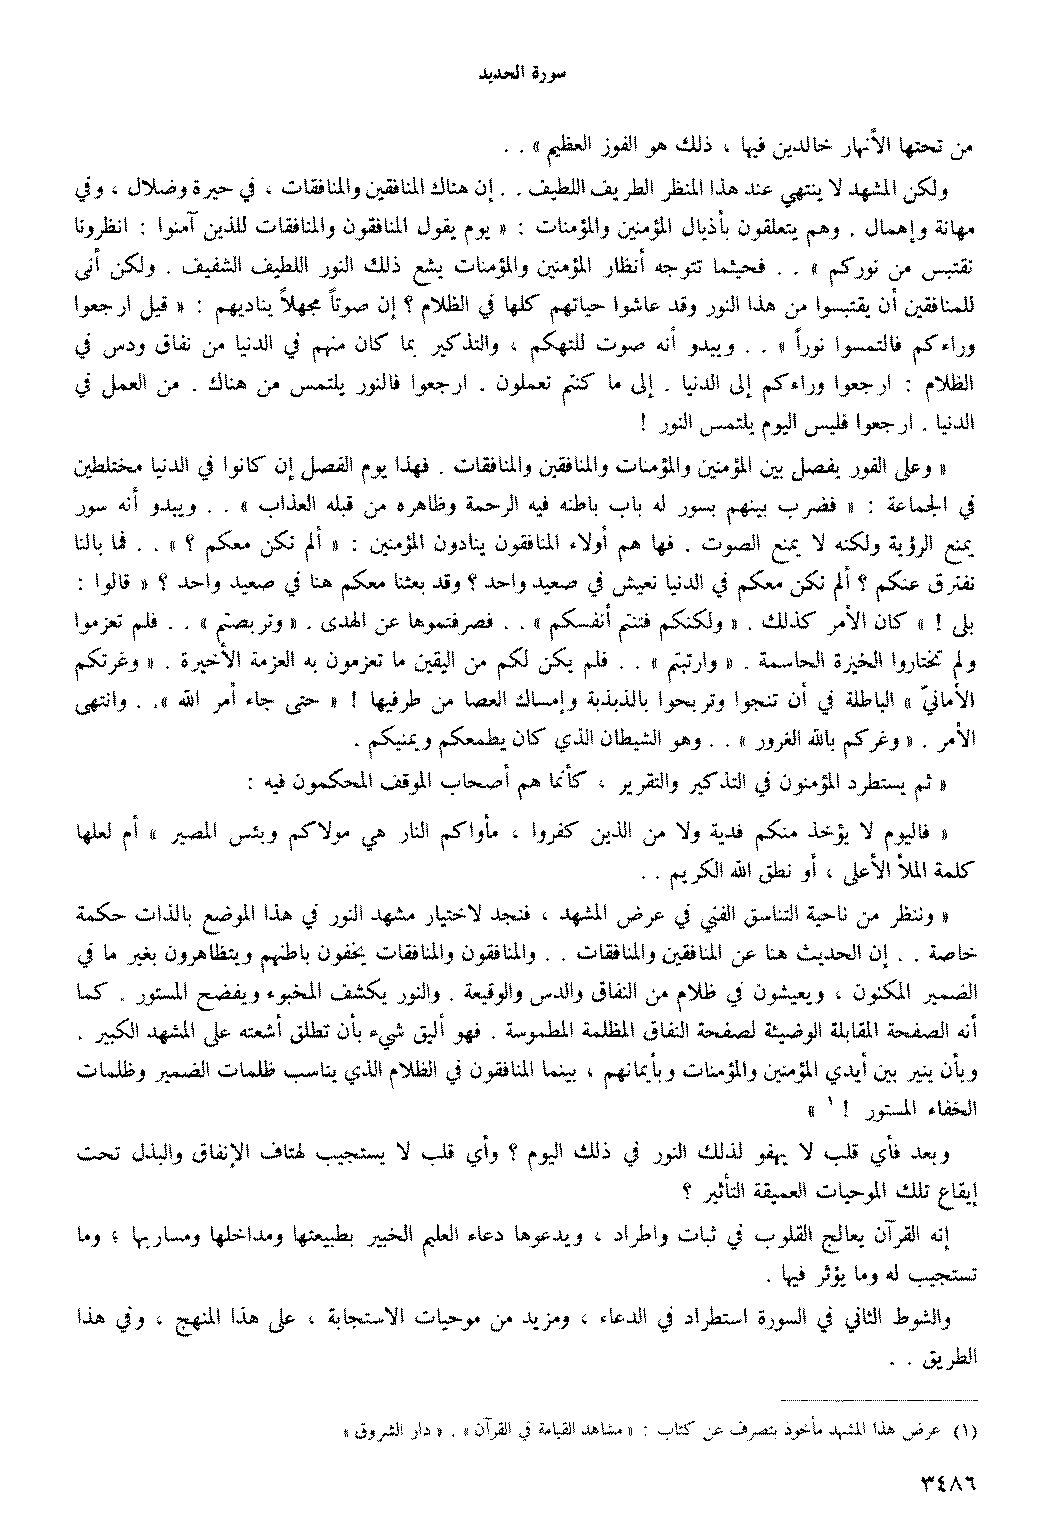 سورة الحديد
من تحتها الأنهار خالدين فيها ، ذلك هو الفوز العظيم » . .
ولكن المشهد لا ينتهي عند هذا المنظر الطريف اللطيف . . إن هناك المنافقين والمنافقات ، في حيرة وضلال ، وفي
مهانة وإهمال . وهم يتعلقون بأذيال المؤمنين والمؤمنات : « يوم يقول المنافقون والمنافقات للذين آمنوا : انظرونا
نقتبس من نوركم » . . فحيثما تتوجه أنظار المؤمنين والمؤمنات يشع ذلك النور اللطيف الشفيف . ولكن أنى
للمنافقين أن يقتبسوا من هذا النور وقد عاشوا حياتهم كلها في الظلام ؟ إن صوتاً مجهلاً يناديهم : « قيل ارجعوا
وراءكم فالتمسوا نوراً » . . ويبدو أنه صوت للتهكم ، والتذكير بما كان منهم في الدنيا من نفاق ودس في
الظلام : ارجعوا وراءكم إلى الدنيا . إلى ما كنتم تعملون . ارجعوا فالنور يلتمس من هناك . من العمل في
الدنيا . ارجعوا فليس اليوم يلتمس النور !
« وعلى الفور يفصل بين المؤمنين والمؤمنات والمنافقين والمنافقات . فهذا يوم الفصل إن كانوا في الدنيا مختلطين
في الجماعة : « فضرب بينهم بسور له باب باطنه فيه الرحمة وظاهره من قبله العذاب » . . ويبدو أنه سور
يمنع الرؤية ولكنه لا يمنع الصوت . فها هم أولاء المنافقون ينادون المؤمنين : « ألم نكن معكم ؟ » . . فما بالنا
نفترق عنكم ؟ ألم نكن معكم في الدنيا نعيش في صعيد واحد ؟ وقد بعثنا معكم هنا في صعيد واحد ؟ « قالوا :
بلى ! » كان الأمر كذلك . « ولكنكم فتنتم أنفسكم » . . فصرفتموها عن الهدى . « وتربصتم » . . فلم تعزموا
ولم تختاروا الخيرة الحاسمة . « وارتبتم » . . فلم يكن لكم من اليقين ما تعزمون به العزمة الأخيرة . « وغرتكم
الأمانيّ » الباطلة في أن تنجوا وتربحوا بالذبذبة وإمساك العصا من طرفيها ! « حتى جاء أمر الله » . . وانتهى
الأمر . « وغركم بالله الغرور » . . وهو الشيطان الذي كان يطمعكم ويمنيكم .
« ثم يستطرد المؤمنون في التذكير والتقرير ، كأنما هم أصحاب الموقف المحكمون فيه :
« فاليوم لا يؤخذ منكم فدية ولا من الذين كفروا ، مأواكم النار هي مولاكم وبئس المصير » أم لعلها
كلمة الملأ الأعلى ، أو نطق الله الكريم . .
« وننظر من ناحية التناسق الفني في عرض المشهد ، فنجد لاختيار مشهد النور في هذا الموضع بالذات حكمة
خاصة . . إن الحديث هنا عن المنافقين والمنافقات . . والمنافقون والمنافقات يخفون باطنهم ويتظاهرون بغير ما في
الضمير المكنون ، ويعيشون في ظلام من النفاق والدس والوقيعة . والنور يكشف المخبوء ويفضح المستور . كما
أنه الصفحة المقابلة الوضيئة لصفحة النفاق المظلمة المطموسة . فهو أليق شيء بأن تطلق أشعته على المشهد الكبير .
وبأن ينير بين أيدي المؤمنين والمؤمنات وبأيمانهم ، بينما المنافقون في الظلام الذي يناسب ظلمات الضمير وظلمات
الخفاء المستور ! ١ »
وبعد فأي قلب لا يهفو لذلك النور في ذلك اليوم ؟ وأي قلب لا يستجيب لهتاف الإنفاق والبذل تحت
إيقاع تلك الموحيات العميقة التأثير ؟
إنه القرآن يعالج القلوب في ثبات واطراد ، ويدعوها دعاء العليم الخبير بطبيعتها ومداخلها ومساربها ؛ وما
تستجيب له وما يؤثر فيها .
والشوط الثاني في السورة استطراد في الدعاء ، ومزيد من موحيات الاستجابة ، على هذا المنهج ، وفي هذا
الطريق . .
(١) عرض هذا المشهد مأخوذ بتصرف عن كتاب : « مشاهد القيامة في القرآن » . « دار الشروق »
٣٤٨٦